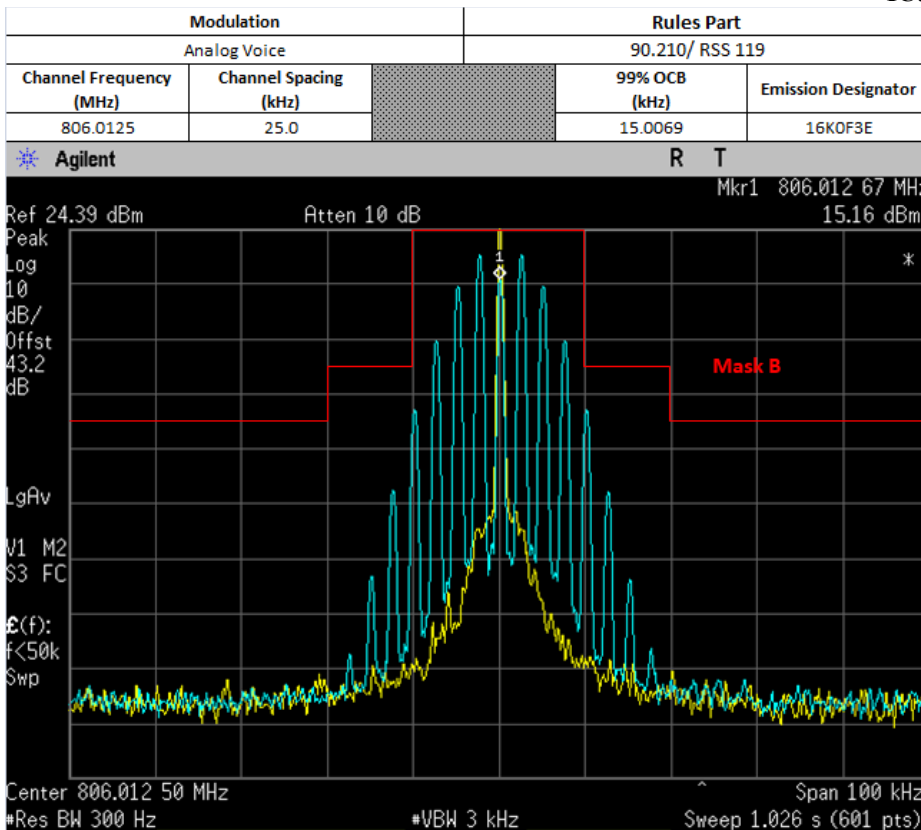 Modulation Rules Part
Analog Voice 90.210/ RSS 119
Channel Frequency (MHz) Channel Spacing (kHz) 99% OCB (kHz) Emission Designator
806.0125 25.0 15.0069 16K0F3E
Agilent R T
Mkr1 806.012 67 MHz
Ref 24.39 dBm Atten 10 dB 15.16 dBm
Peak
Log
10
dB/
Offst
43.2
dB
1
*
Mask B
LgAv
V1 M2
S3 FC
£(f):
f<50k
Swp
Center 806.012 50 MHz Span 100 kHz
#Res BW 300 Hz #VBW 3 kHz Sweep 1.026 s (601 pts)